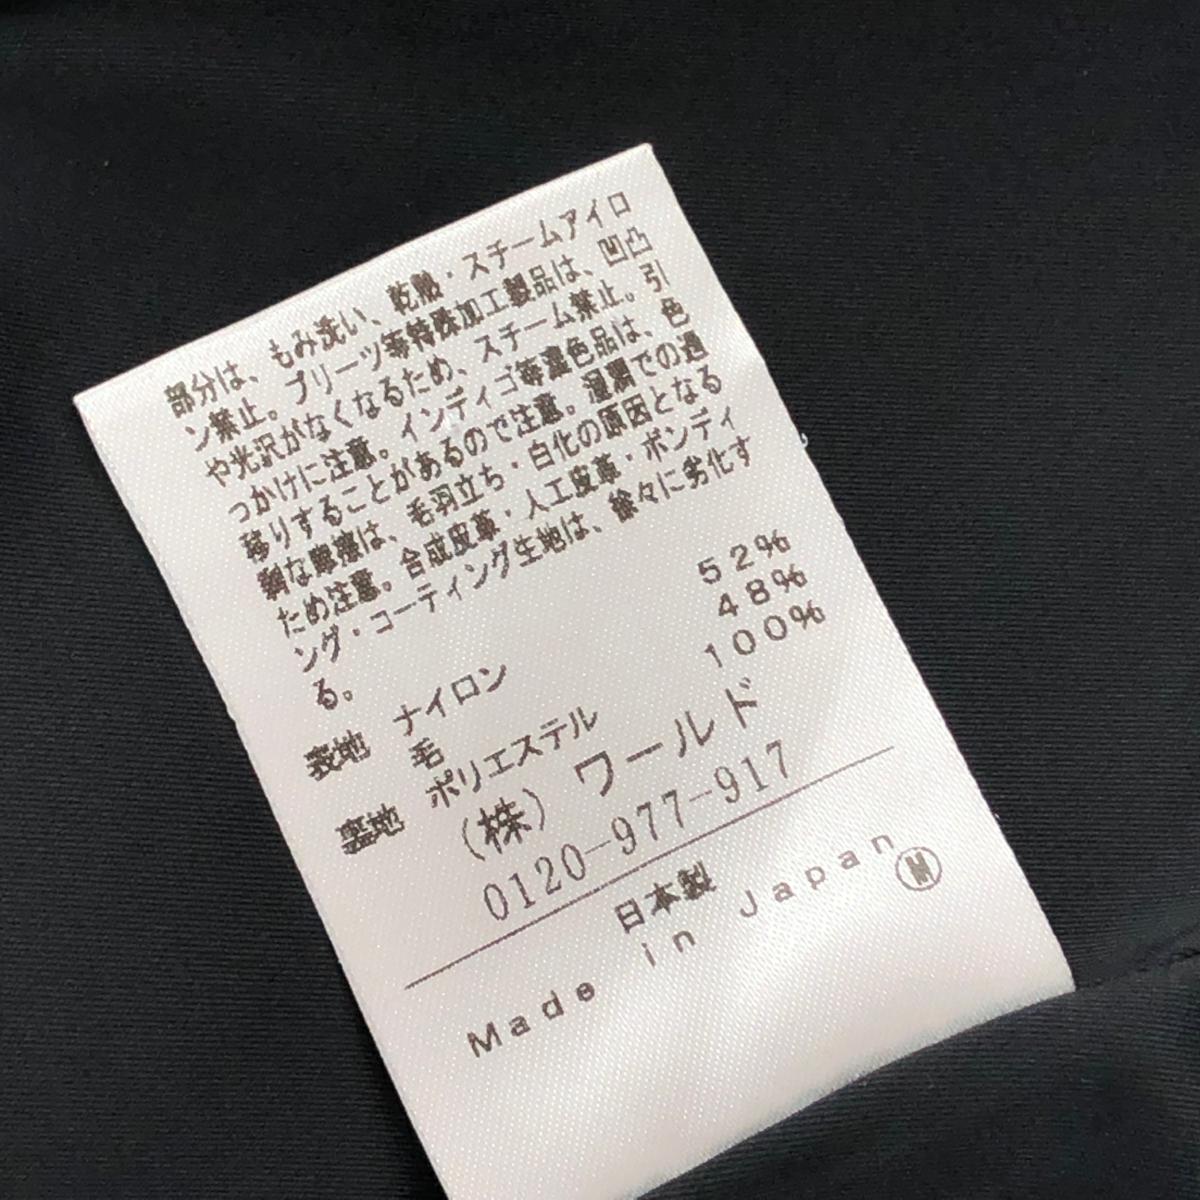 部分は、もみ洗い、乾燥・スチームアイロ
ン禁止。プリーツ等特殊加工製品は、凹凸
や光沢がなくなるため、スチーム禁止。引
っかけに注意。インディゴ等濃色品は、色
移りすることがあるので注意。湿潤での過
剰な摩擦は、毛羽立ち・白化の原因となる
ため注意。合成皮革・人工皮革・ボンディ
ング・コーティング生地は、徐々に劣化す
る。
表地 ナイロン 52%
毛 48%
裏地 ポリエステル 100%
(株) ワールド
0120-977-917
日本製
Made in Japan Ⓜ